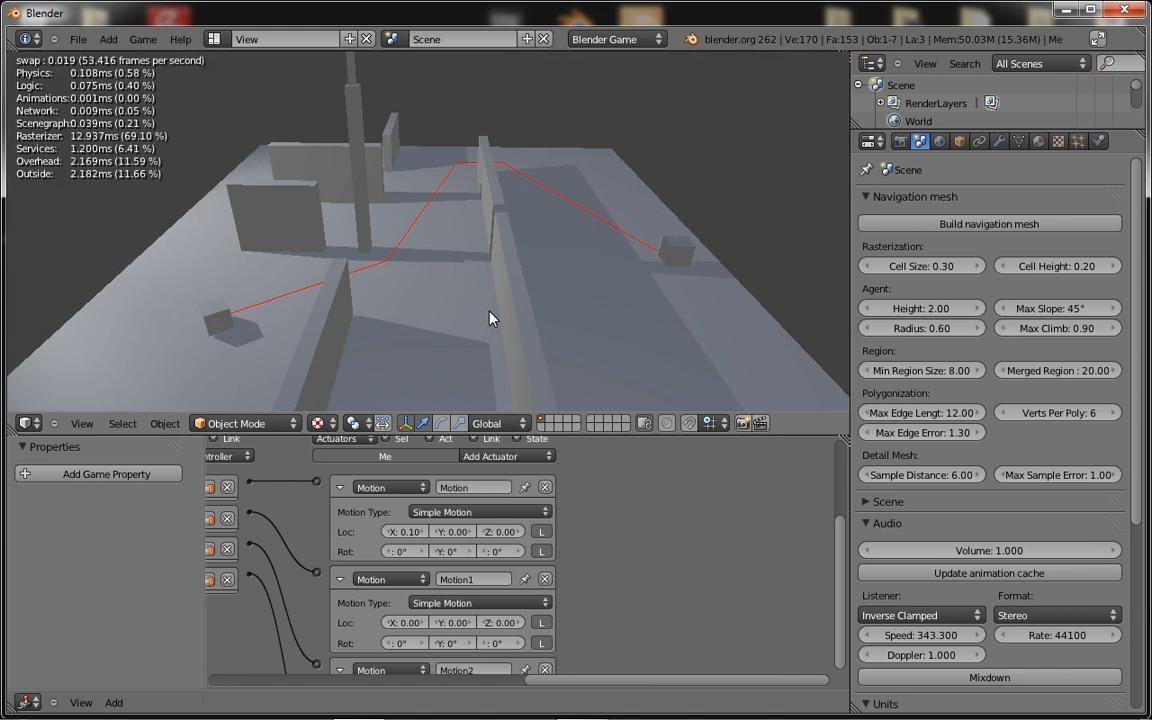 Blender
File Add Game Help View Scene Blender Game blender.org 262 | Ve:170 | Fa:153 | Ob:1-7 | La:3 | Mem:50.03M (15.36M) | Me
swap : 0.019 (53.416 frames per second)
Physics: 0.108ms (0.58 %)
Logic: 0.075ms (0.40 %)
Animations:0.001ms (0.00 %)
Network: 0.009ms (0.05 %)
Scenegraph:0.039ms (0.21 %)
Rasterizer: 12.937ms (69.10 %)
Services: 1.200ms (6.41 %)
Overhead: 2.169ms (11.59 %)
Outside: 2.182ms (11.66 %)
View Select Object Object Mode Global
Properties
Add Game Property
Link Actuators Sel Act Link State
ntroller Me Add Actuator
Motion Motion
Motion Type: Simple Motion
Loc: X: 0.10 Y: 0.00 Z: 0.00 L
Rot: : 0° Y: 0° : 0° L
Motion Motion1
Motion Type: Simple Motion
Loc: X: 0.00 Y: 0.00 Z: 0.00 L
Rot: : 0° Y: 0° : 0° L
Motion Motion2
View Add
View Search All Scenes
Scene
RenderLayers |
World
Scene
Navigation mesh
Build navigation mesh
Rasterization:
Cell Size: 0.30 Cell Height: 0.20
Agent:
Height: 2.00 Max Slope: 45°
Radius: 0.60 Max Climb: 0.90
Region:
Min Region Size: 8.00 Merged Region : 20.00
Polygonization:
Max Edge Lengt: 12.00 Verts Per Poly: 6
Max Edge Error: 1.30
Detail Mesh:
Sample Distance: 6.00 Max Sample Error: 1.00
Scene
Audio
Volume: 1.000
Update animation cache
Listener: Format:
Inverse Clamped Stereo
Speed: 343.300 Rate: 44100
Doppler: 1.000
Mixdown
Units